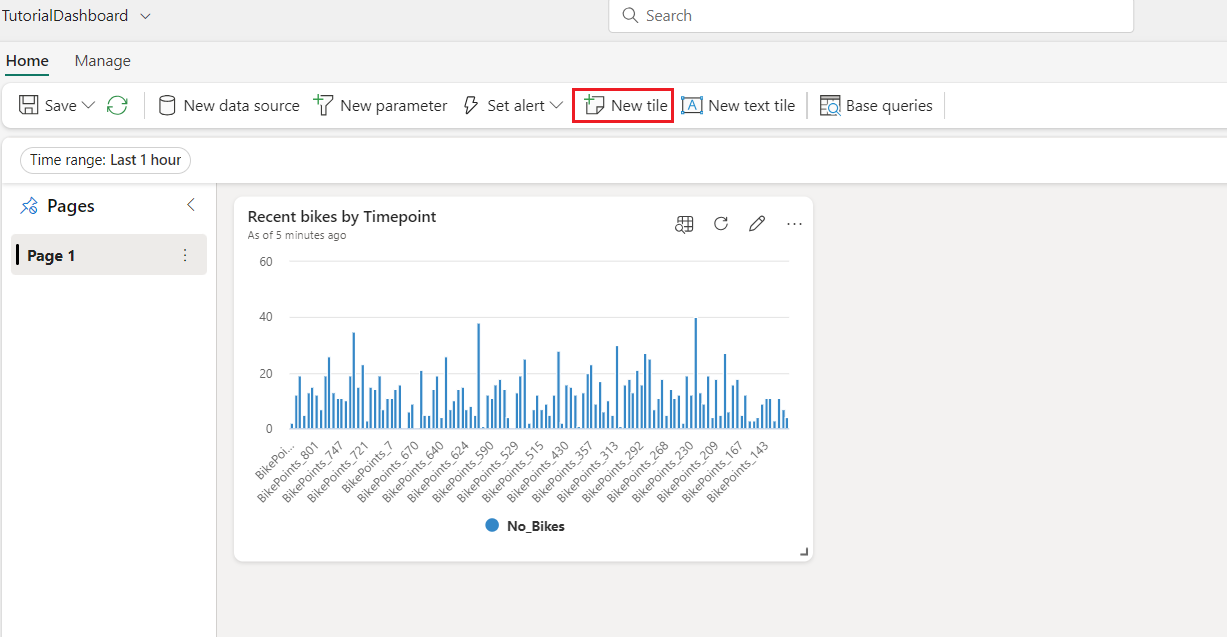 TutorialDashboard
Search
Home Manage
Save New data source New parameter Set alert New tile A New text tile Base queries
Time range: Last 1 hour
Pages
Page 1
Recent bikes by Timepoint
As of 5 minutes ago
60
40
20
0
BikePoi... BikePoints_801 BikePoints_747 BikePoints_721 BikePoints_7 BikePoints_670 BikePoints_640 BikePoints_624 BikePoints_590 BikePoints_529 BikePoints_515 BikePoints_430 BikePoints_357 BikePoints_313 BikePoints_292 BikePoints_268 BikePoints_230 BikePoints_209 BikePoints_167 BikePoints_143
No_Bikes